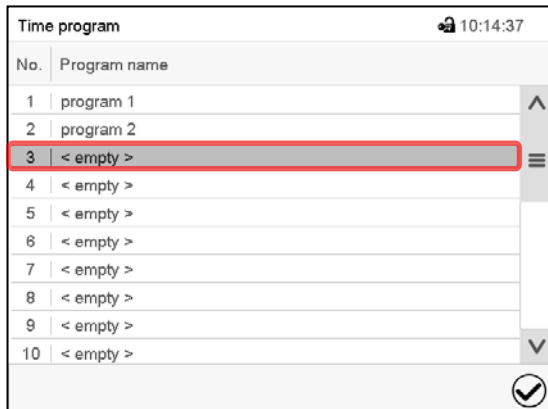 Time program 10:14:37
No. Program name
1 program 1
2 program 2
3 < empty >
4 < empty >
5 < empty >
6 < empty >
7 < empty >
8 < empty >
9 < empty >
10 < empty >